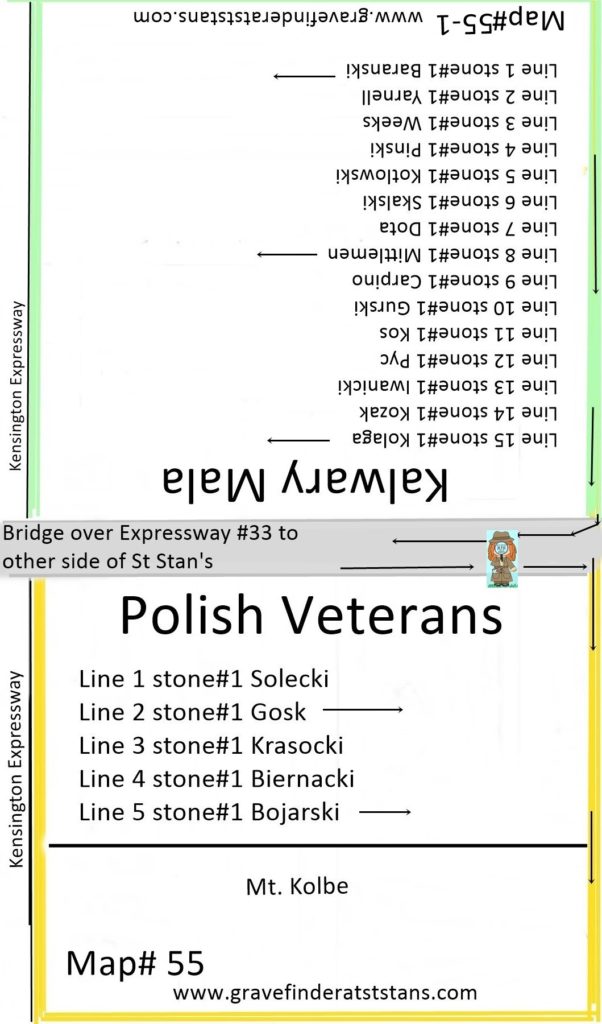 Map#55-1
www.gravefinderatststans.com
Line 1 stone#1 Baranski
Line 2 stone#1 Yarnell
Line 3 stone#1 Weeks
Line 4 stone#1 Pinski
Line 5 stone#1 Kotlowski
Line 6 stone#1 Skalski
Line 7 stone#1 Dota
Line 8 stone#1 Mittlemen
Line 9 stone#1 Carpino
Line 10 stone#1 Gurski
Line 11 stone#1 Kos
Line 12 stone#1 Pyc
Line 13 stone#1 Iwanicki
Line 14 stone#1 Kozak
Line 15 stone#1 Kolaga
Kalwary Mala
Kensington Expressway
Bridge over Expressway #33 to
other side of St Stan's
Polish Veterans
Line 1 stone#1 Solecki
Line 2 stone#1 Gosk
Line 3 stone#1 Krasocki
Line 4 stone#1 Biernacki
Line 5 stone#1 Bojarski
Kensington Expressway
Mt. Kolbe
Map# 55
www.gravefinderatststans.com